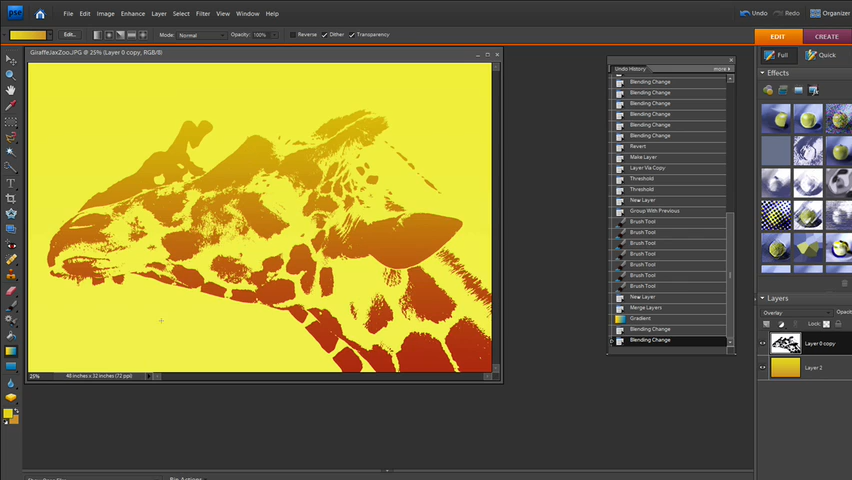 pse
File Edit Image Enhance Layer Select Filter View Window Help
Undo Redo Organizer
Edit...
Mode: Normal Opacity: 100% Reverse Dither Transparency
EDIT CREATE
Full Quick
GiraffeJaxZoo.JPG @ 25% (Layer 0 copy, RGB/8)
Undo History more
Effects
Blending Change
Blending Change
Blending Change
Blending Change
Blending Change
Blending Change
Revert
Make Layer
Layer Via Copy
Threshold
Threshold
New Layer
Group With Previous
Brush Tool
Brush Tool
Brush Tool
Brush Tool
Brush Tool
Brush Tool
Brush Tool
New Layer
Merge Layers
Gradient
Blending Change
Blending Change
Layers
Overlay
Lock:
Layer 0 copy
Layer 2
25% 48 inches x 32 inches (72 ppi)